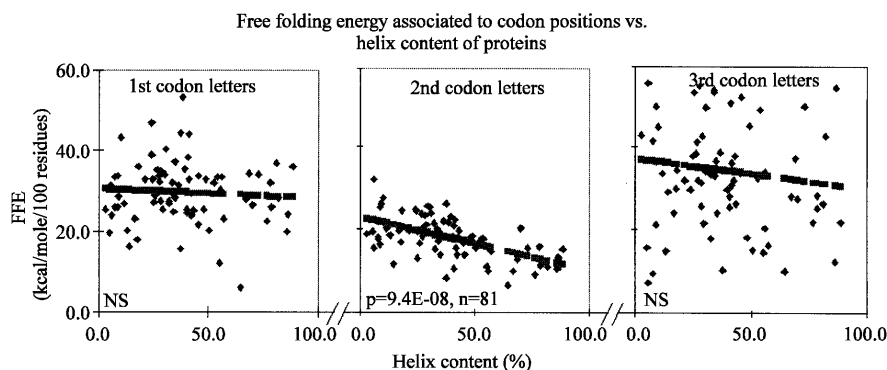 Free folding energy associated to codon positions vs.
helix content of proteins
FFE
(kcal/mole/100 residues)
60.0
40.0
20.0
0.0
1st codon letters
NS
2nd codon letters
p=9.4E-08, n=81
3rd codon letters
NS
0.0 50.0 100.0 // 0.0 50.0 100.0 // 0.0 50.0 100.0
Helix content (%)